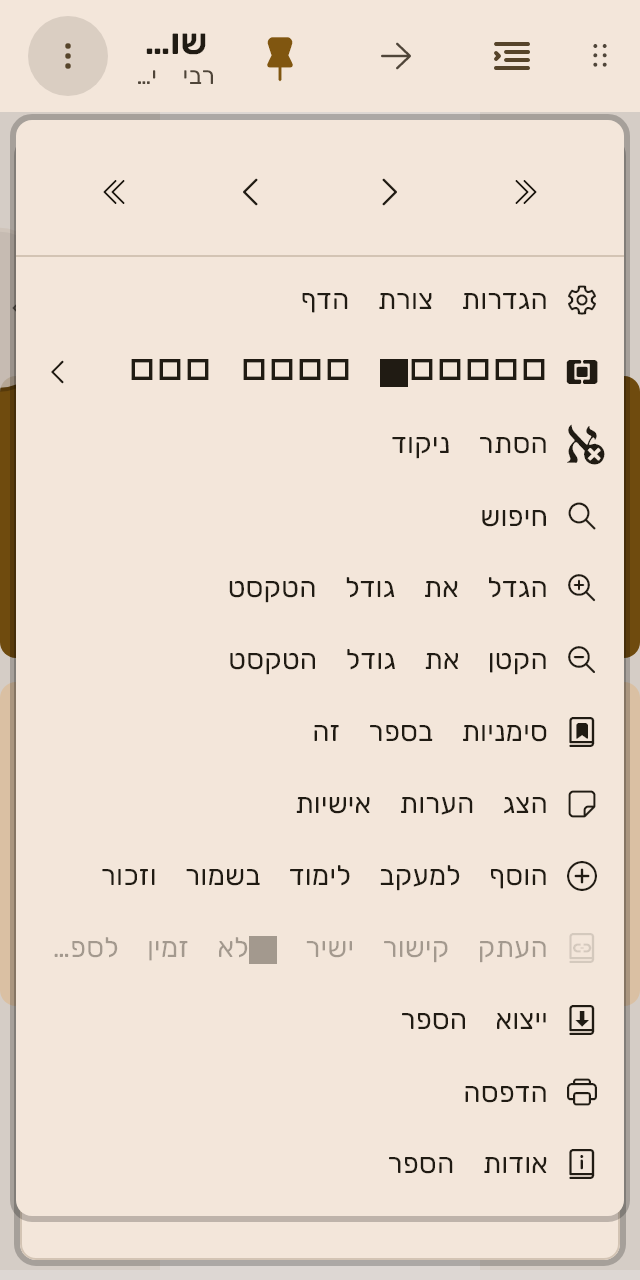 שו...
רבי י...
הגדרות צורת הדף
הסתר ניקוד
חיפוש
הגדל את גודל הטקסט
הקטן את גודל הטקסט
סימניות בספר זה
הצג הערות אישיות
הוסף למעקב לימוד בשמור וזכור
העתק קישור ישיר לא זמין לספ...
ייצוא הספר
הדפסה
אודות הספר